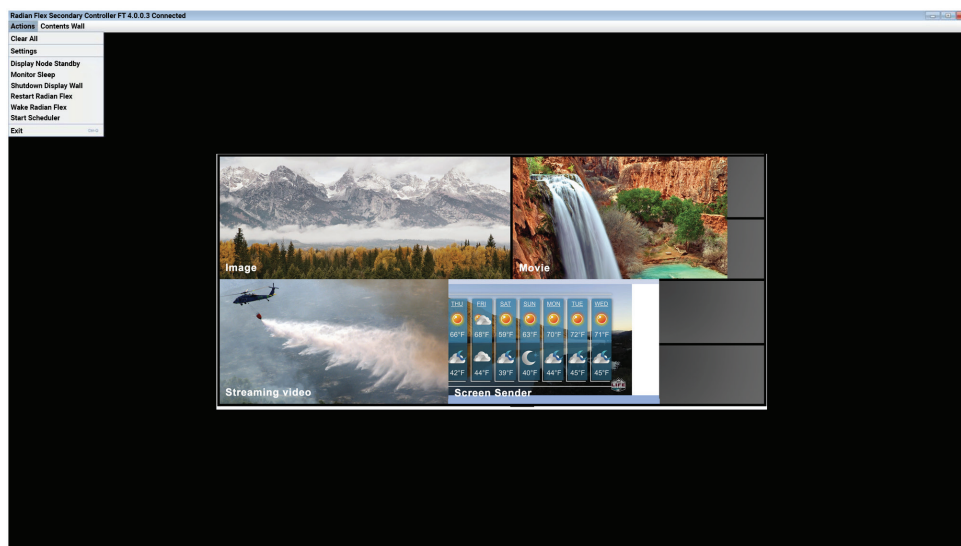 Radian Flex Secondary Controller FT 4.0.0.3 Connected
Actions Contents Wall
Clear All
Settings
Display Node Standby
Monitor Sleep
Shutdown Display Wall
Restart Radian Flex
Wake Radian Flex
Start Scheduler
Exit
Image
Movie
THU FRI SAT SUN MON TUE WED
66°F 68°F 59°F 63°F 70°F 72°F 71°F
42°F 44°F 39°F 40°F 44°F 45°F 45°F
Streaming video
Screen Sender